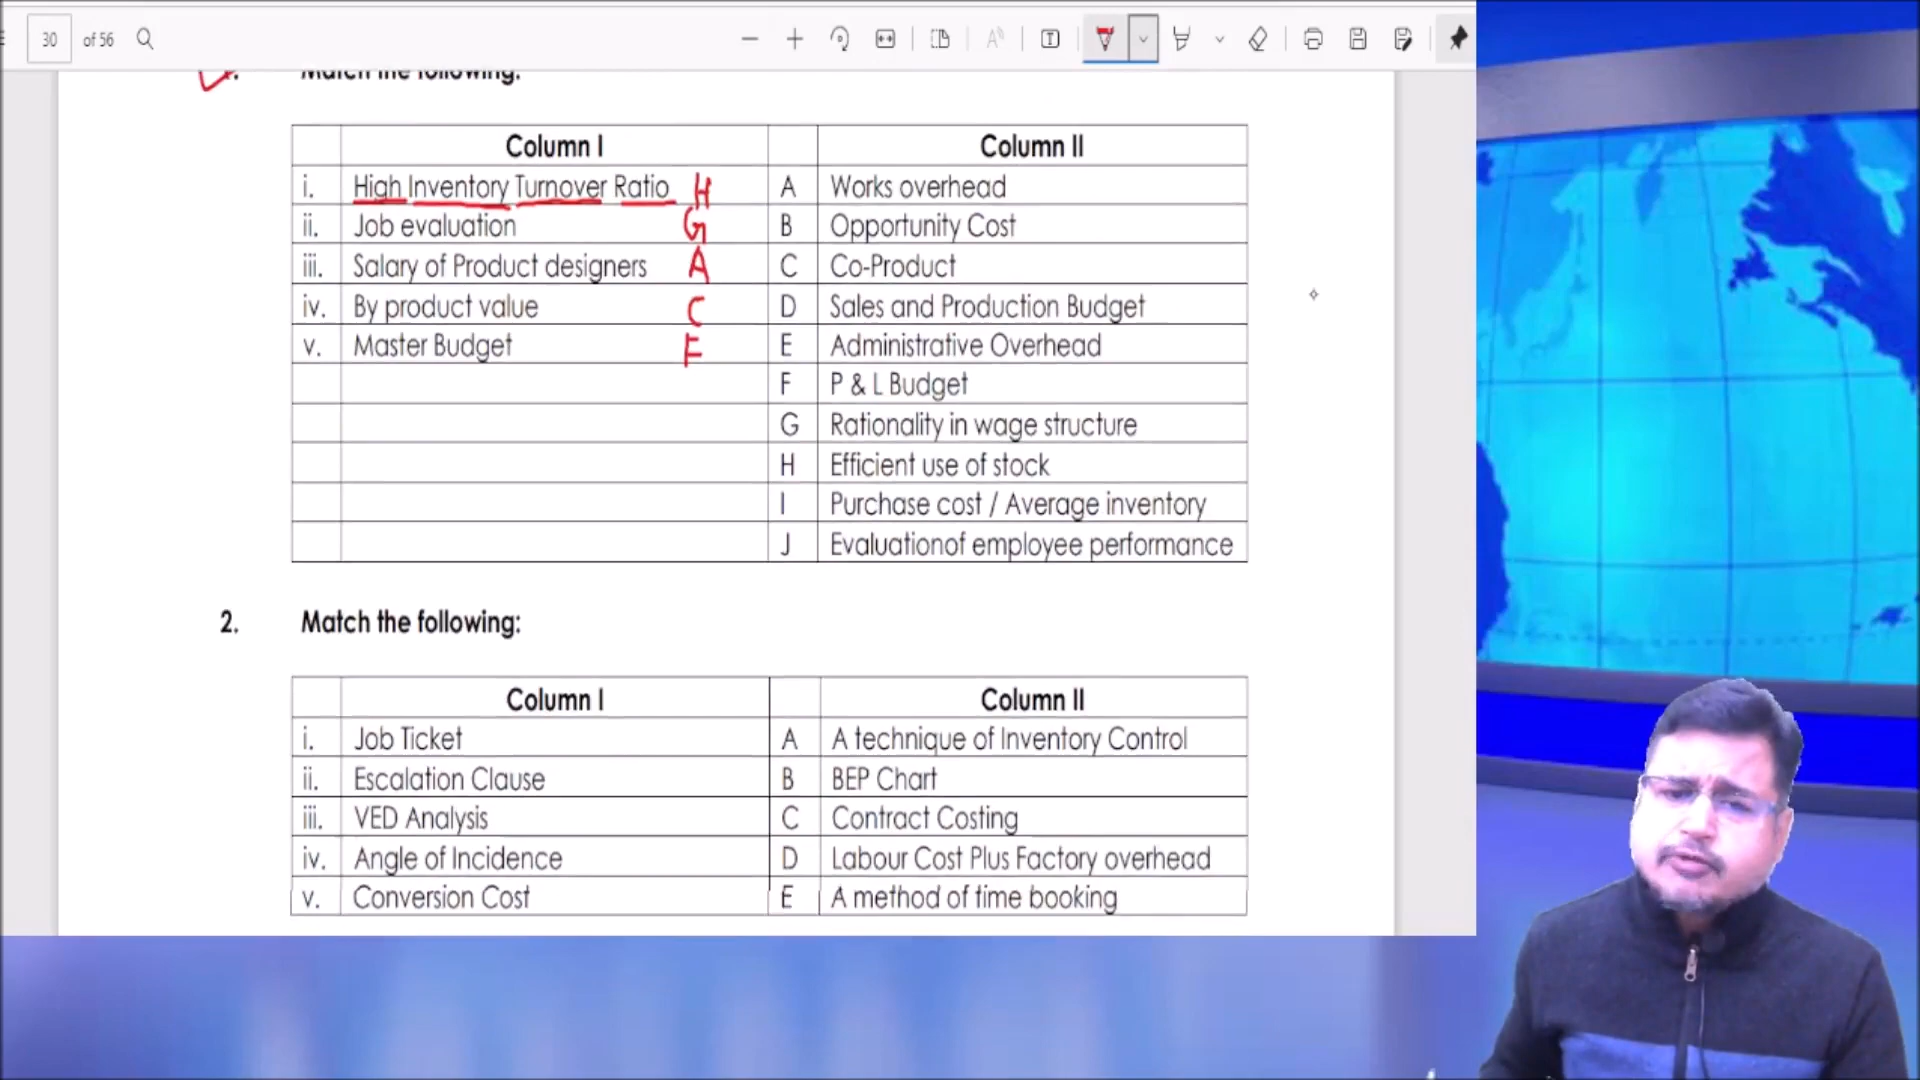 30 of 56
Match the following:
Column I Column II
i. High Inventory Turnover Ratio H A Works overhead
ii. Job evaluation G B Opportunity Cost
iii. Salary of Product designers A C Co-Product
iv. By product value C D Sales and Production Budget
v. Master Budget F E Administrative Overhead
F P & L Budget
G Rationality in wage structure
H Efficient use of stock
I Purchase cost / Average inventory
J Evaluationof employee performance
2. Match the following:
Column I Column II
i. Job Ticket A A technique of Inventory Control
ii. Escalation Clause B BEP Chart
iii. VED Analysis C Contract Costing
iv. Angle of Incidence D Labour Cost Plus Factory overhead
v. Conversion Cost E A method of time booking